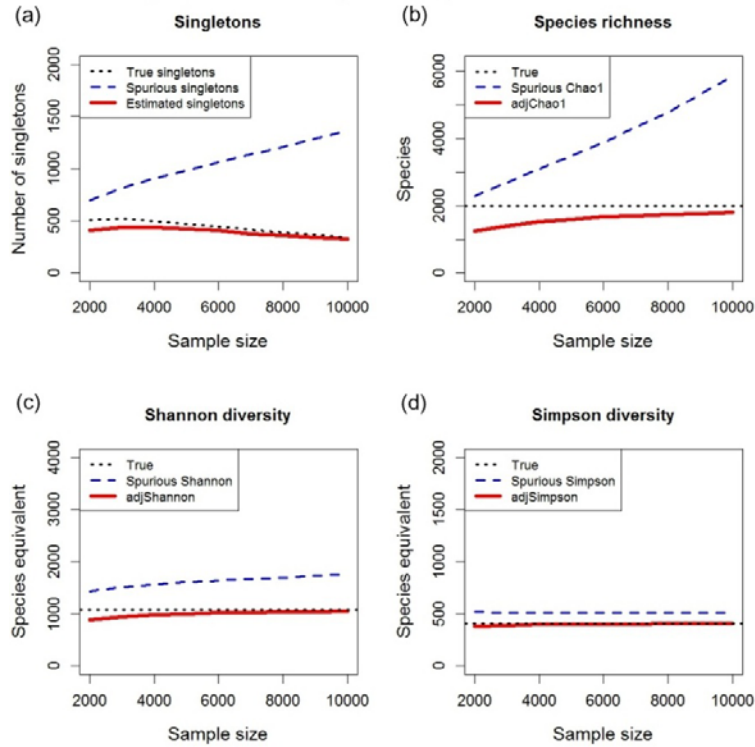 (a)
Singletons
True singletons
Spurious singletons
Estimated singletons
Number of singletons
0
500
1000
1500
2000
2000
4000
6000
8000
10000
Sample size
(b)
Species richness
True
Spurious Chao1
adjChao1
Species
0
2000
4000
6000
2000
4000
6000
8000
10000
Sample size
(c)
Shannon diversity
True
Spurious Shannon
adjShannon
Species equivalent
0
1000
2000
3000
4000
2000
4000
6000
8000
10000
Sample size
(d)
Simpson diversity
True
Spurious Simpson
adjSimpson
Species equivalent
0
500
1000
1500
2000
2000
4000
6000
8000
10000
Sample size